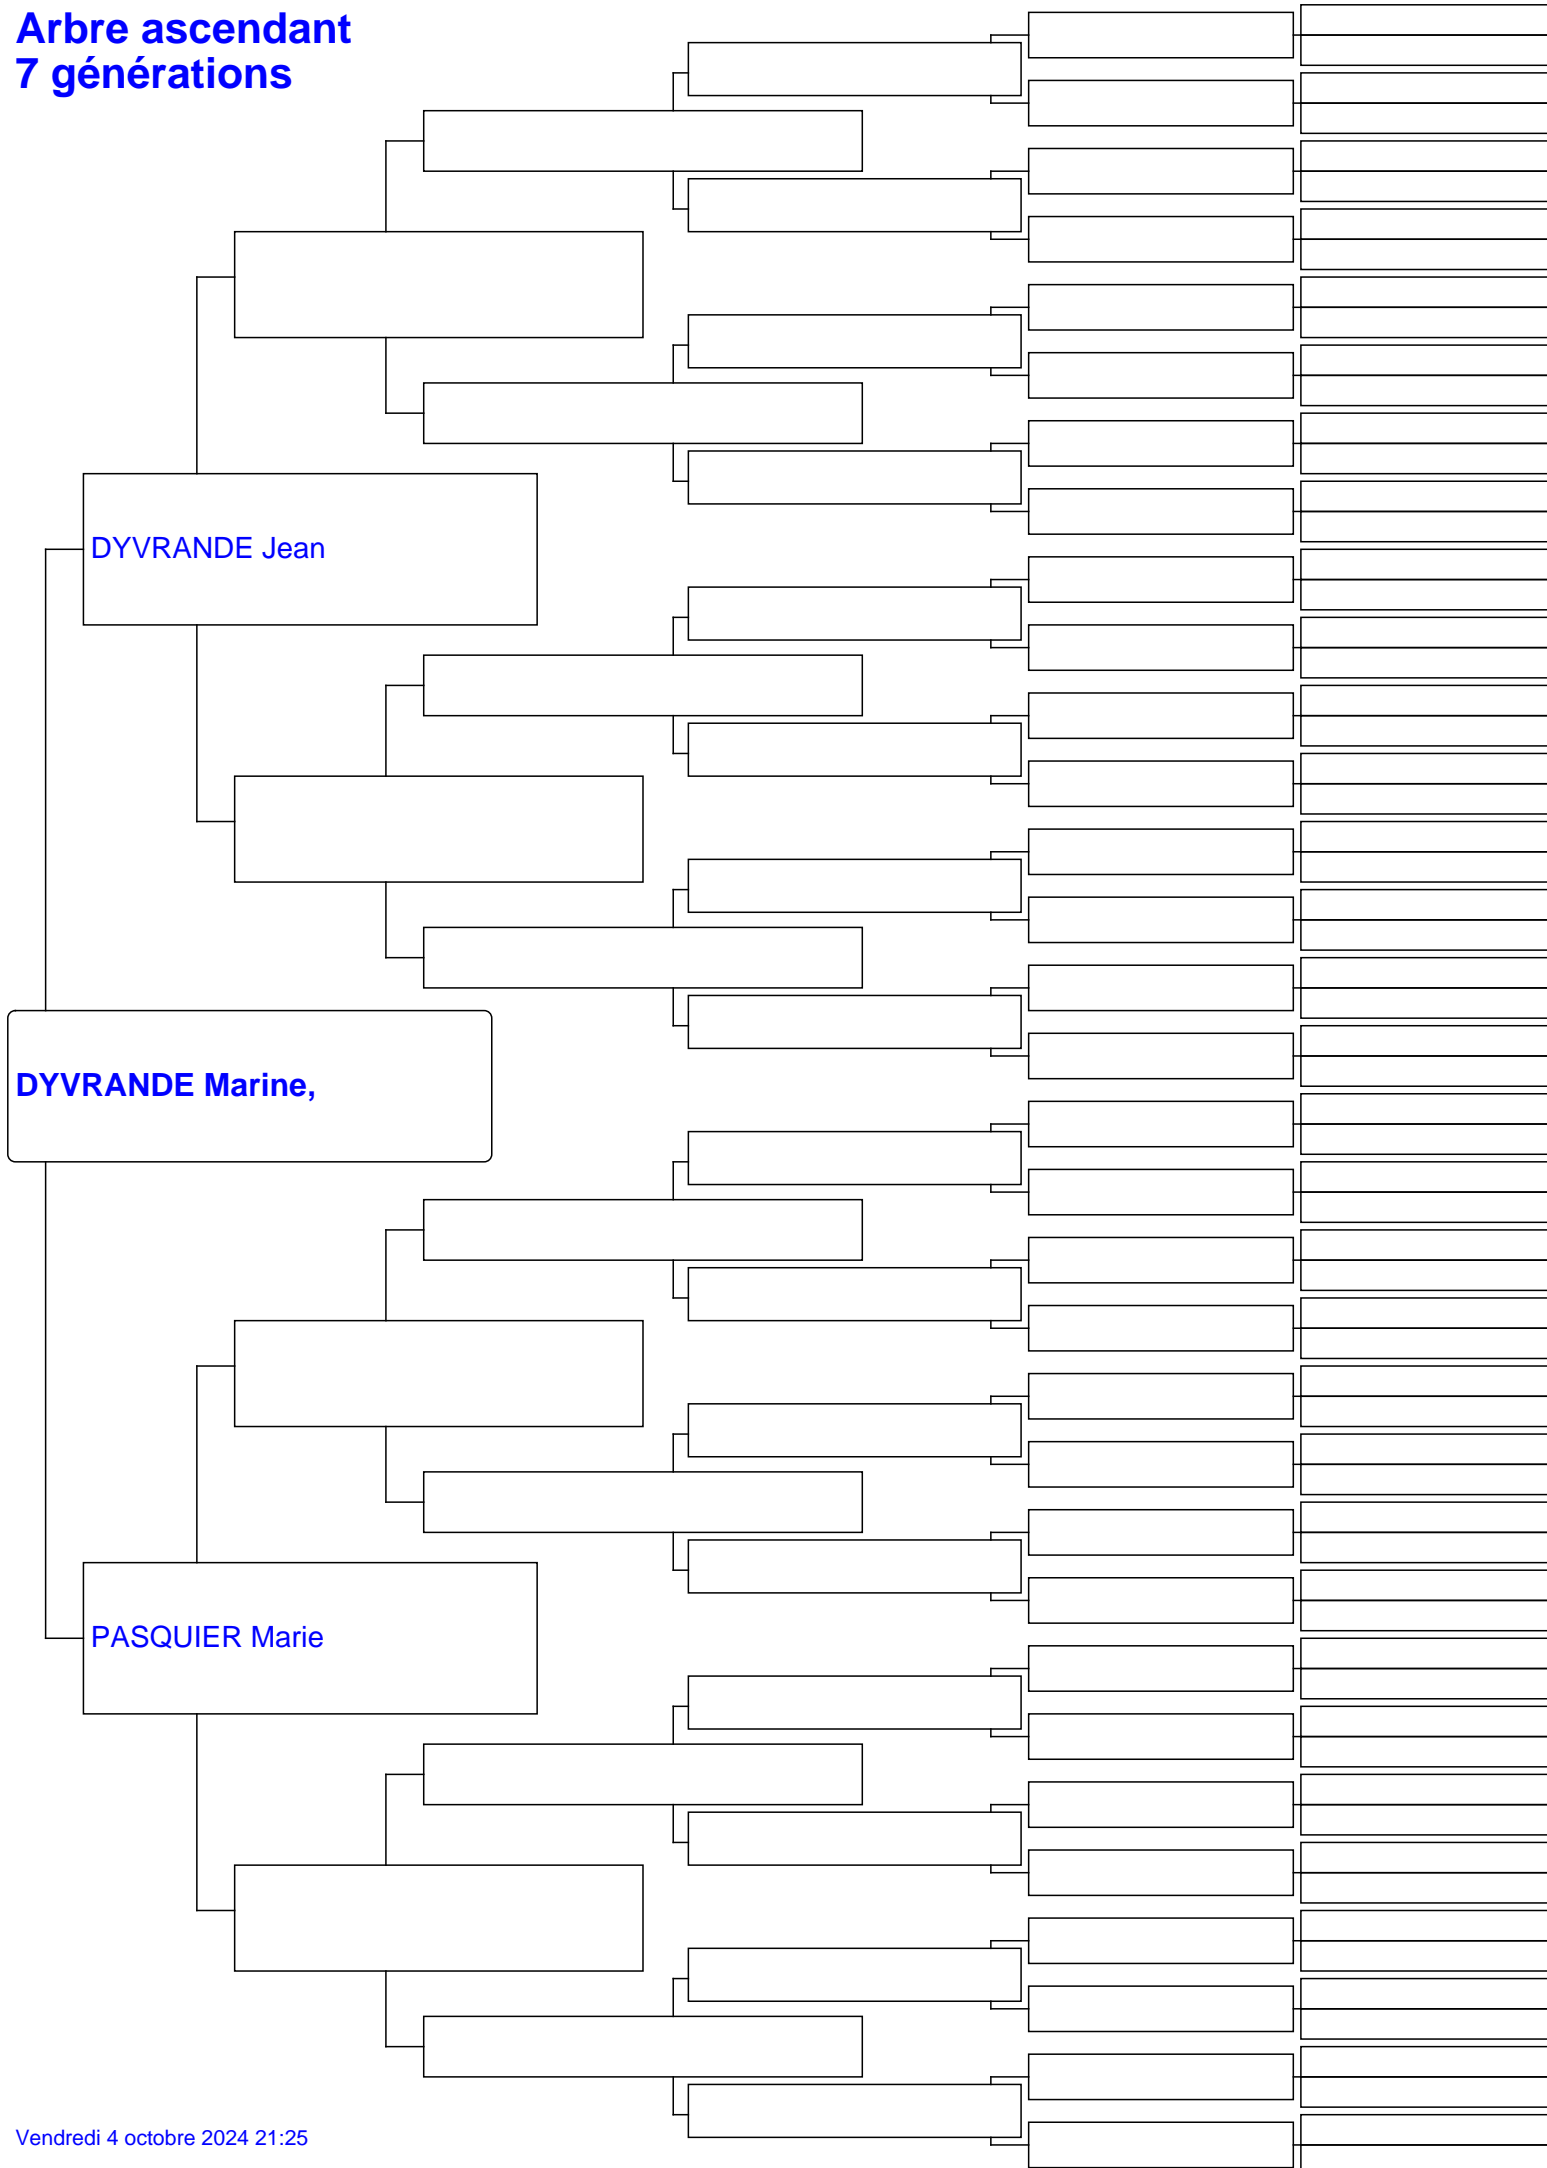 Arbre ascendant
7 générations
DYVRANDE Jean
DYVRANDE Marine,
PASQUIER Marie
Vendredi 4 octobre 2024 21:25